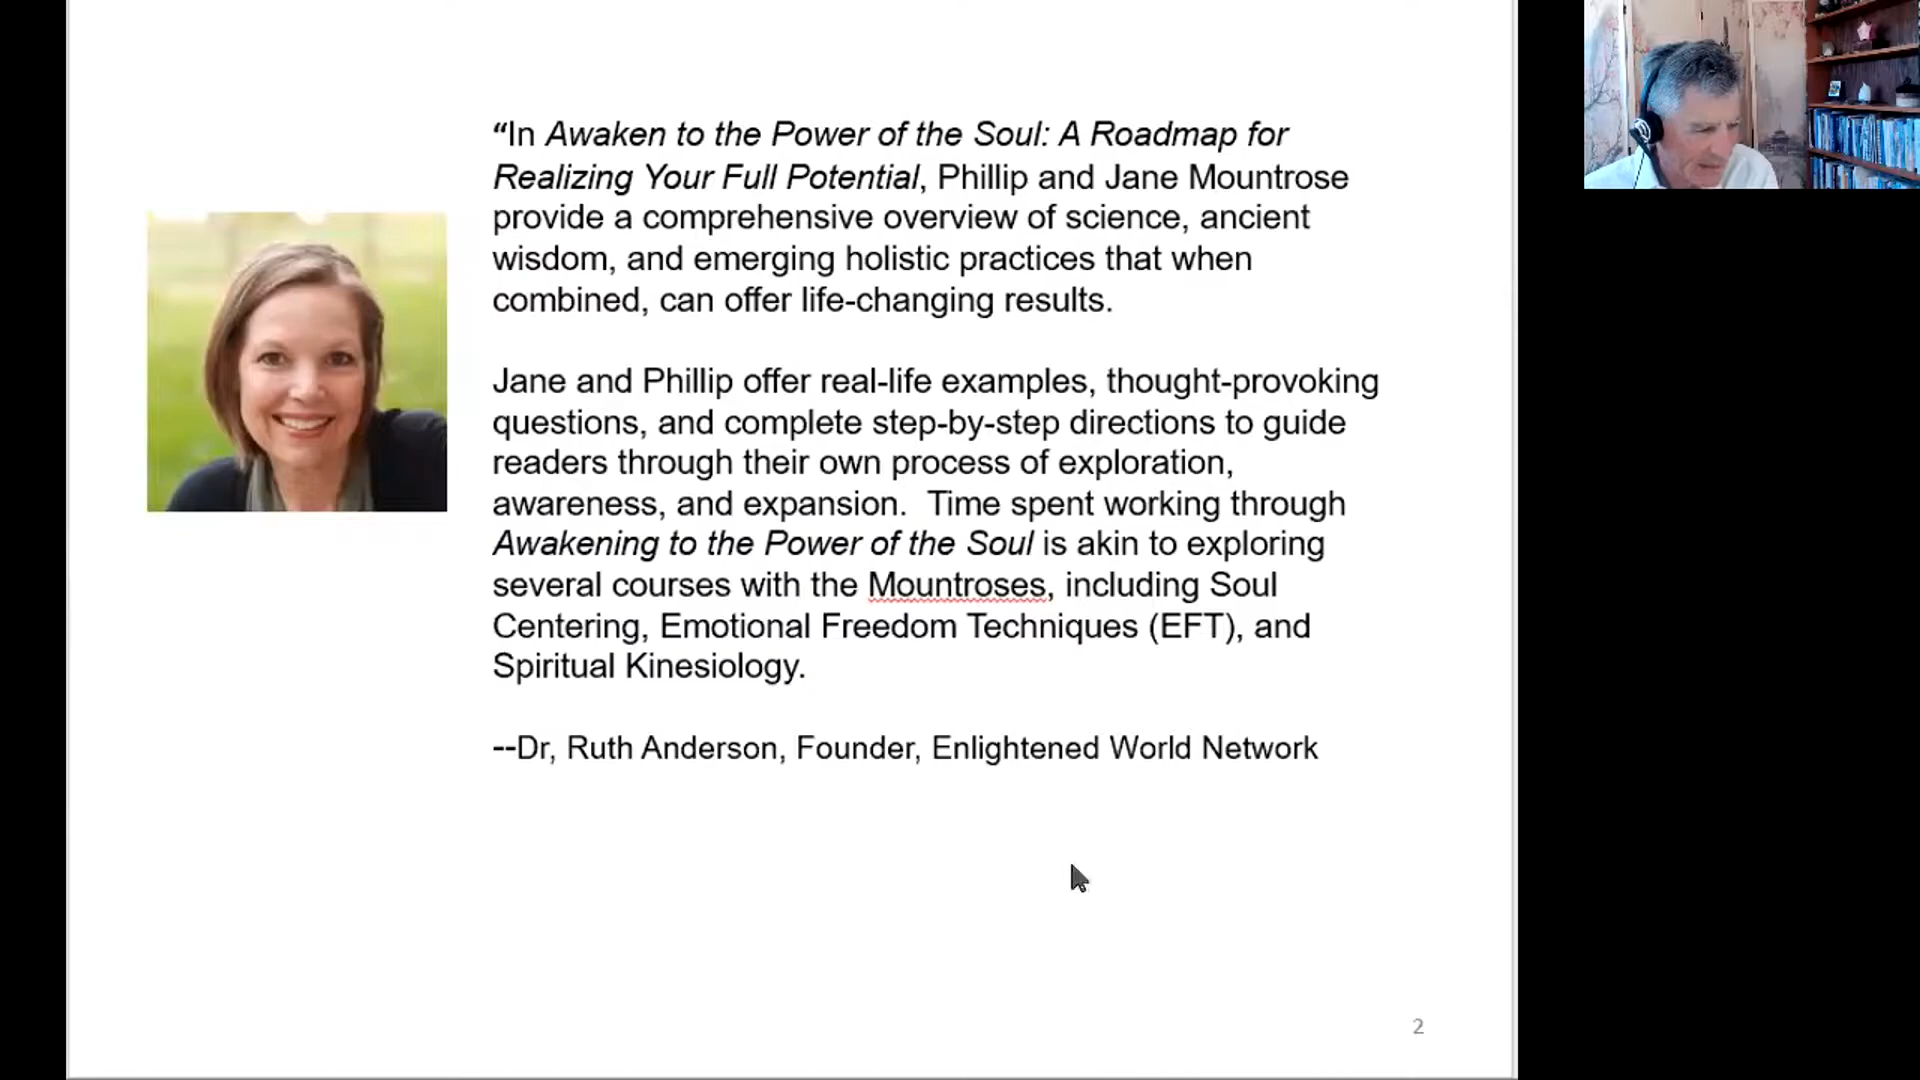 “In Awaken to the Power of the Soul: A Roadmap for
Realizing Your Full Potential, Phillip and Jane Mountrose
provide a comprehensive overview of science, ancient
wisdom, and emerging holistic practices that when
combined, can offer life-changing results.
Jane and Phillip offer real-life examples, thought-provoking
questions, and complete step-by-step directions to guide
readers through their own process of exploration,
awareness, and expansion.  Time spent working through
Awakening to the Power of the Soul is akin to exploring
several courses with the Mountroses, including Soul
Centering, Emotional Freedom Techniques (EFT), and
Spiritual Kinesiology.
--Dr, Ruth Anderson, Founder, Enlightened World Network
2